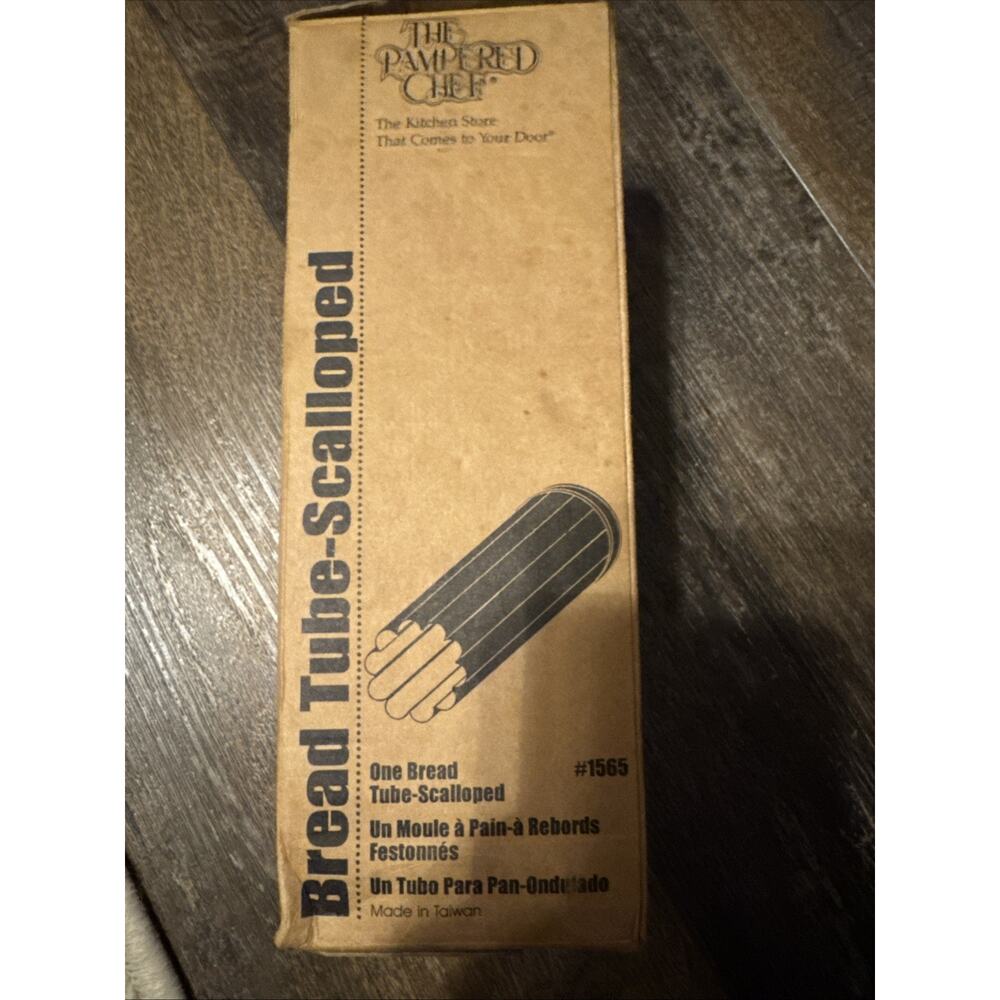 THE
PAMPERED
CHEF®
The Kitchen Store
That Comes to Your Door®
Bread Tube-Scalloped
One Bread
Tube-Scalloped
#1565
Un Moule à Pain-à Rebords
Festonnés
Un Tubo Para Pan-Ondulado
Made in Taiwan